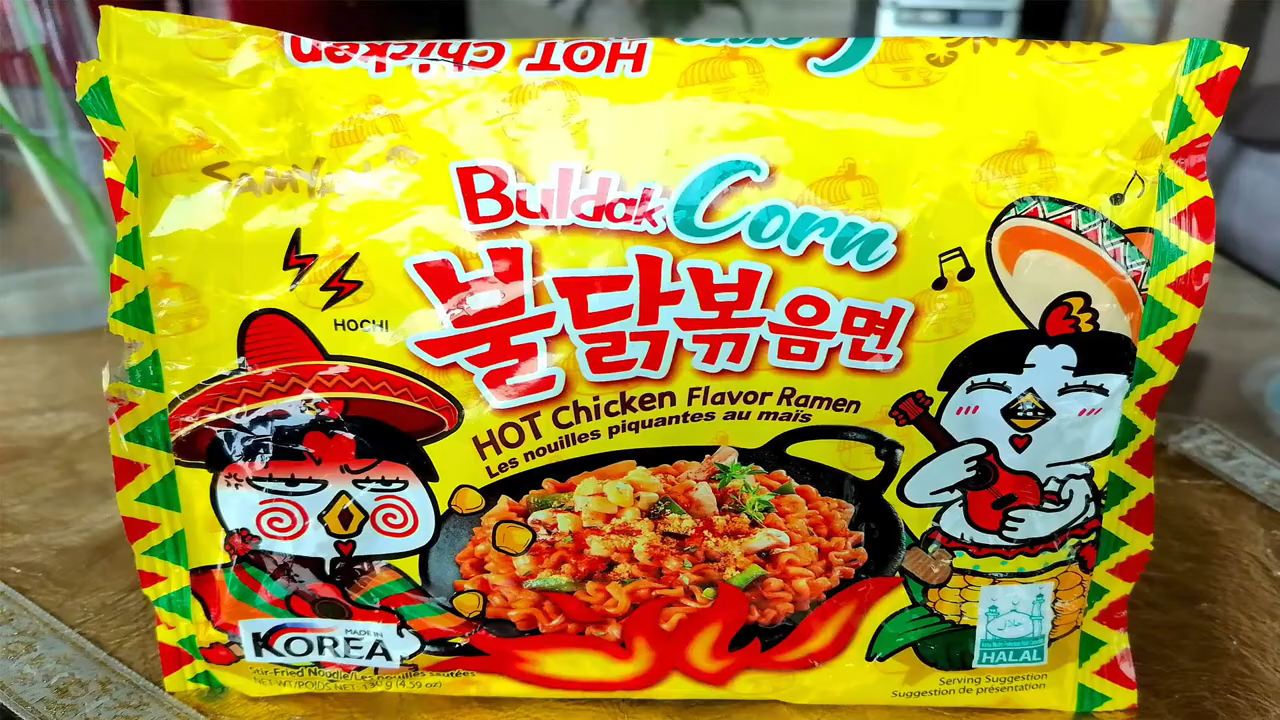 HOT Chicken
Corn
SAMYANG
Buldak Corn
불닭볶음면
HOCHI
HOT Chicken Flavor Ramen
Les nouilles piquantes au maïs
MADE IN
KOREA
Stir-Fried Noodle/Les nouilles sautées
NET WT/POIDS NET: 130 g (4.59 oz)
حلال
HALAL
Serving Suggestion
Suggestion de présentation